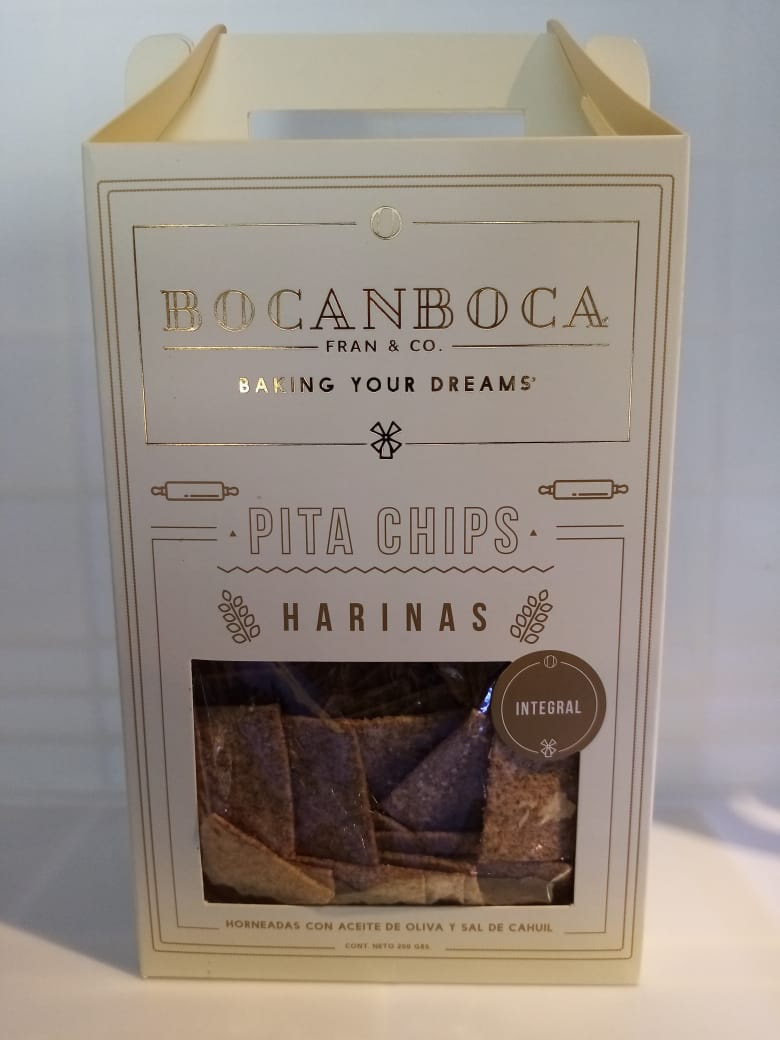 BOCANBOCA
FRAN & CO.
BAKING YOUR DREAMS
PITA CHIPS
HARINAS
INTEGRAL
HORNEADAS CON ACEITE DE OLIVA Y SAL DE CAHUIL
CONT. NETO 200 GRS.